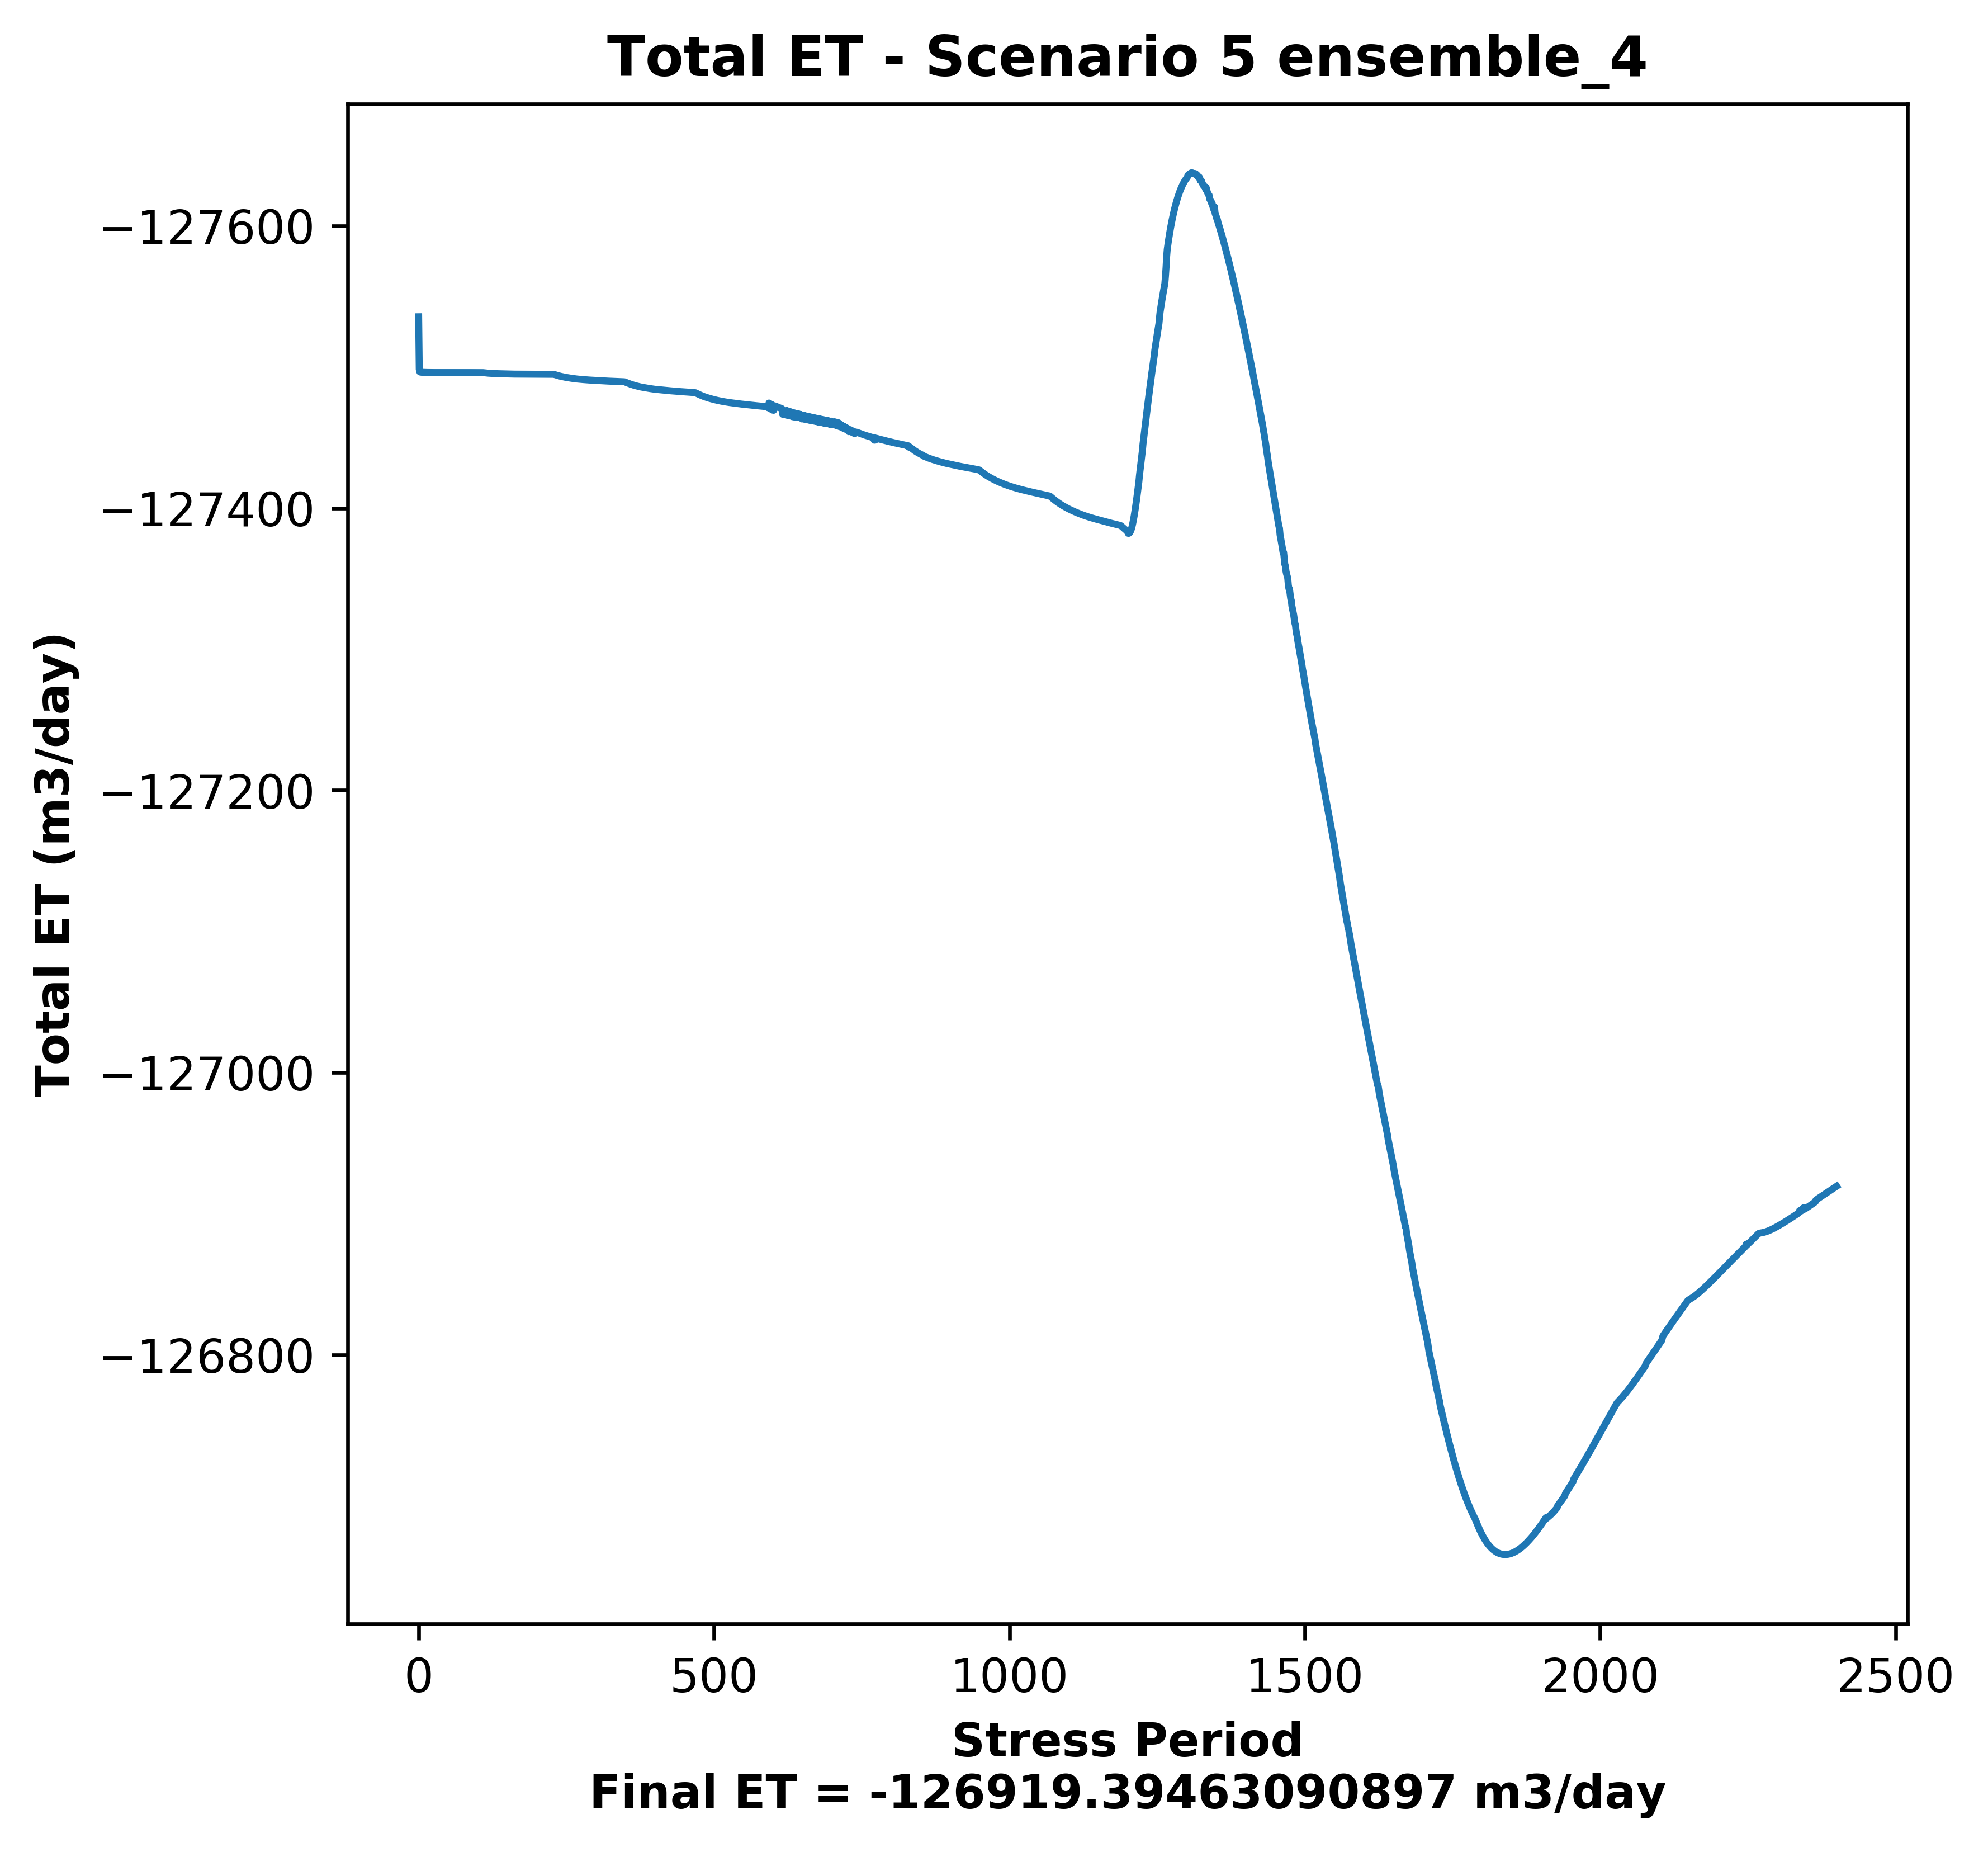 Total ET - Scenario 5 ensemble_4
Total ET (m3/day)
−127600
−127400
−127200
−127000
−126800
0 500 1000 1500 2000 2500
Stress Period
Final ET = -126919.39463090897 m3/day